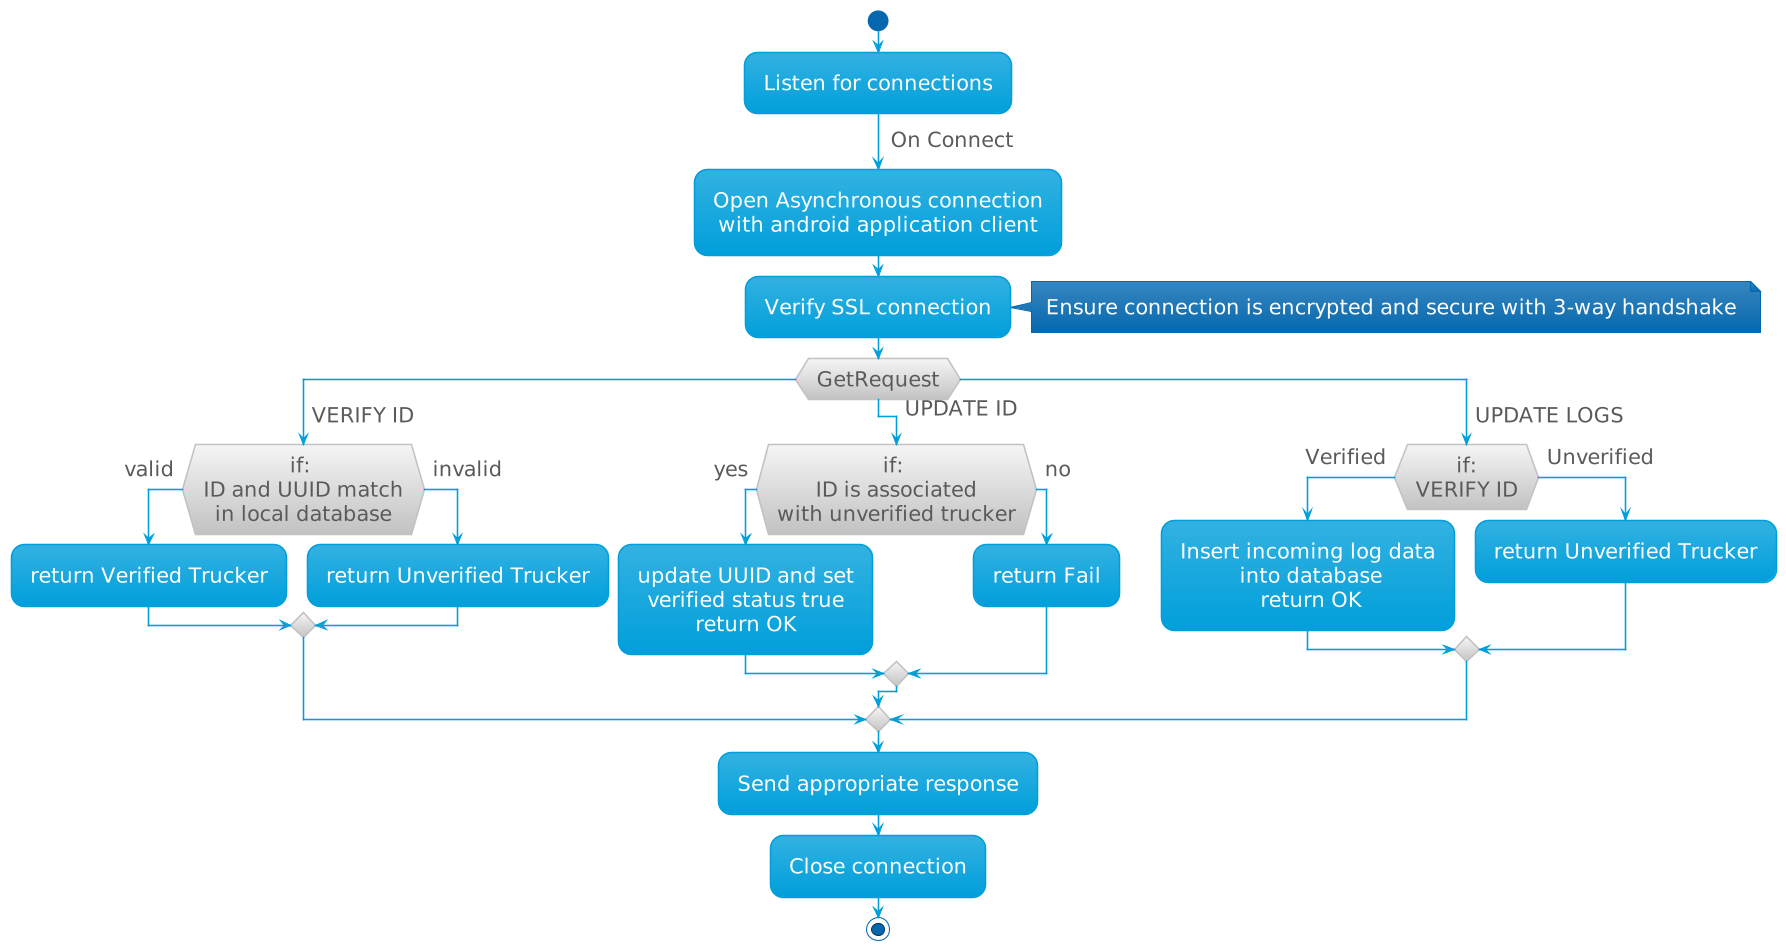 Listen for connections
On Connect
Open Asynchronous connection
with android application client
Verify SSL connection
Ensure connection is encrypted and secure with 3-way handshake
GetRequest
VERIFY ID
UPDATE ID
UPDATE LOGS
valid
if:
ID and UUID match
in local database
invalid
yes
if:
ID is associated
with unverified trucker
no
Verified
if:
VERIFY ID
Unverified
return Verified Trucker
return Unverified Trucker
update UUID and set
verified status true
return OK
return Fail
Insert incoming log data
into database
return OK
return Unverified Trucker
Send appropriate response
Close connection